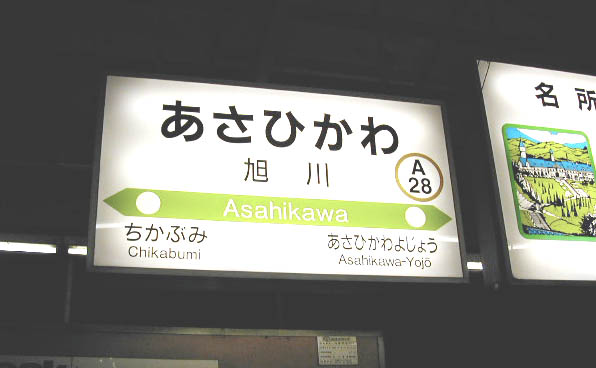 あさひかわ
旭川
A
28
Asahikawa
ちかぶみ
Chikabumi
あさひかわよじょう
Asahikawa-Yojō
名所